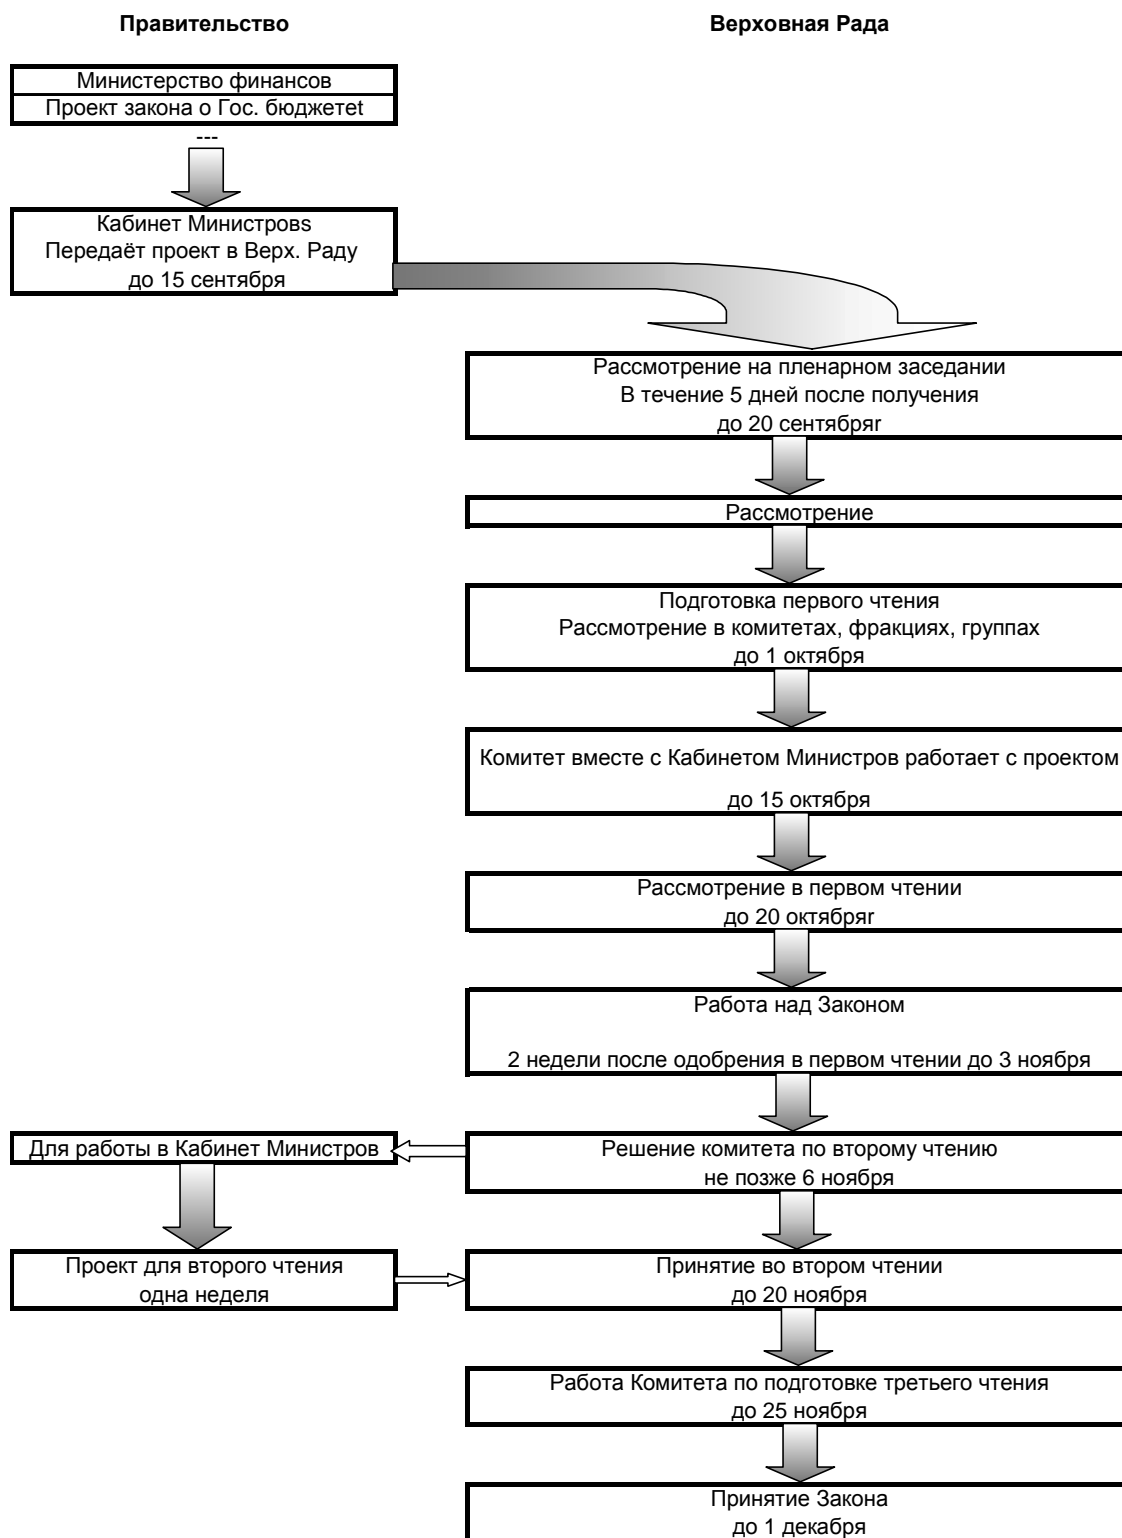 Правительство
Верховная Рада
Министерство финансов
Проект закона о Гос. бюджетеt
---
Кабинет Министровs
Передаёт проект в Верх. Раду
до 15 сентября
Рассмотрение на пленарном заседании
В течение 5 дней после получения
до 20 сентябряr
Рассмотрение
Подготовка первого чтения
Рассмотрение в комитетах, фракциях, группах
до 1 октября
Комитет вместе с Кабинетом Министров работает с проектом
до 15 октября
Рассмотрение в первом чтении
до 20 октябряr
Работа над Законом
2 недели после одобрения в первом чтении до 3 ноября
Для работы в Кабинет Министров
Решение комитета по второму чтению
не позже 6 ноября
Проект для второго чтения
одна неделя
Принятие во втором чтении
до 20 ноября
Работа Комитета по подготовке третьего чтения
до 25 ноября
Принятие Закона
до 1 декабря